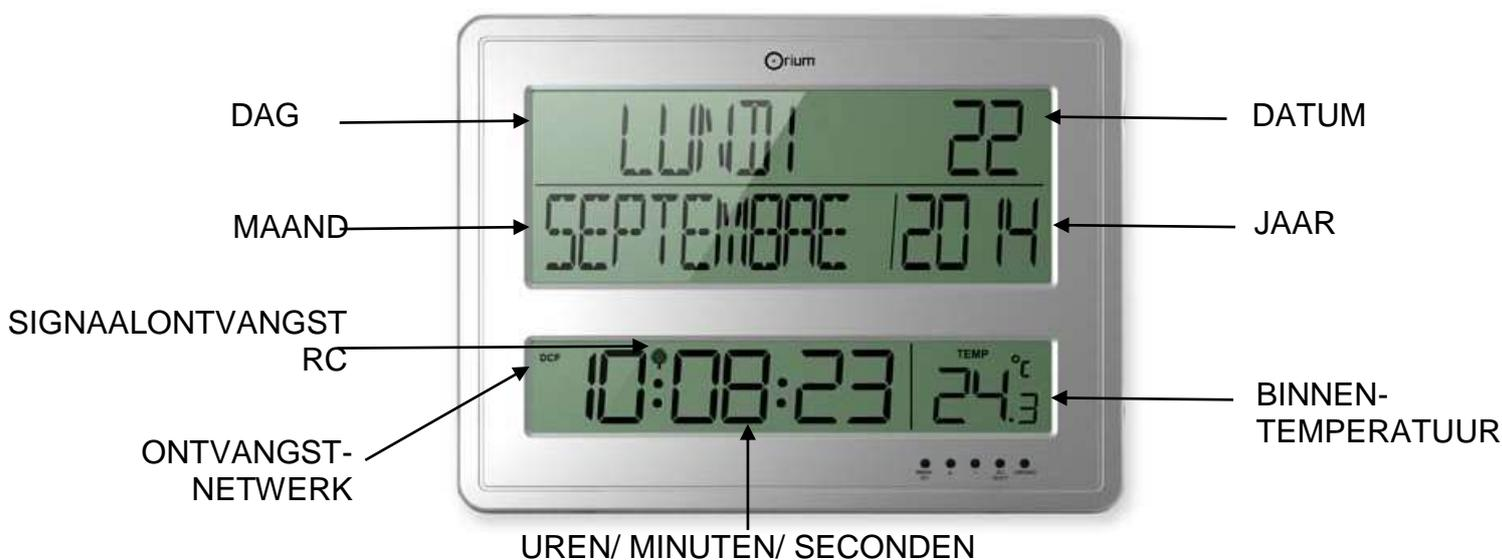 Orium
DAG
LUNDI 22
DATUM
MAAND
SEPTEMBRE 2014
JAAR
SIGNAALONTVANGST
RC
DCF
10:08:23
TEMP
24.3 °C
BINNEN-
TEMPERATUUR
ONTVANGST-
NETWERK
UREN/ MINUTEN/ SECONDEN